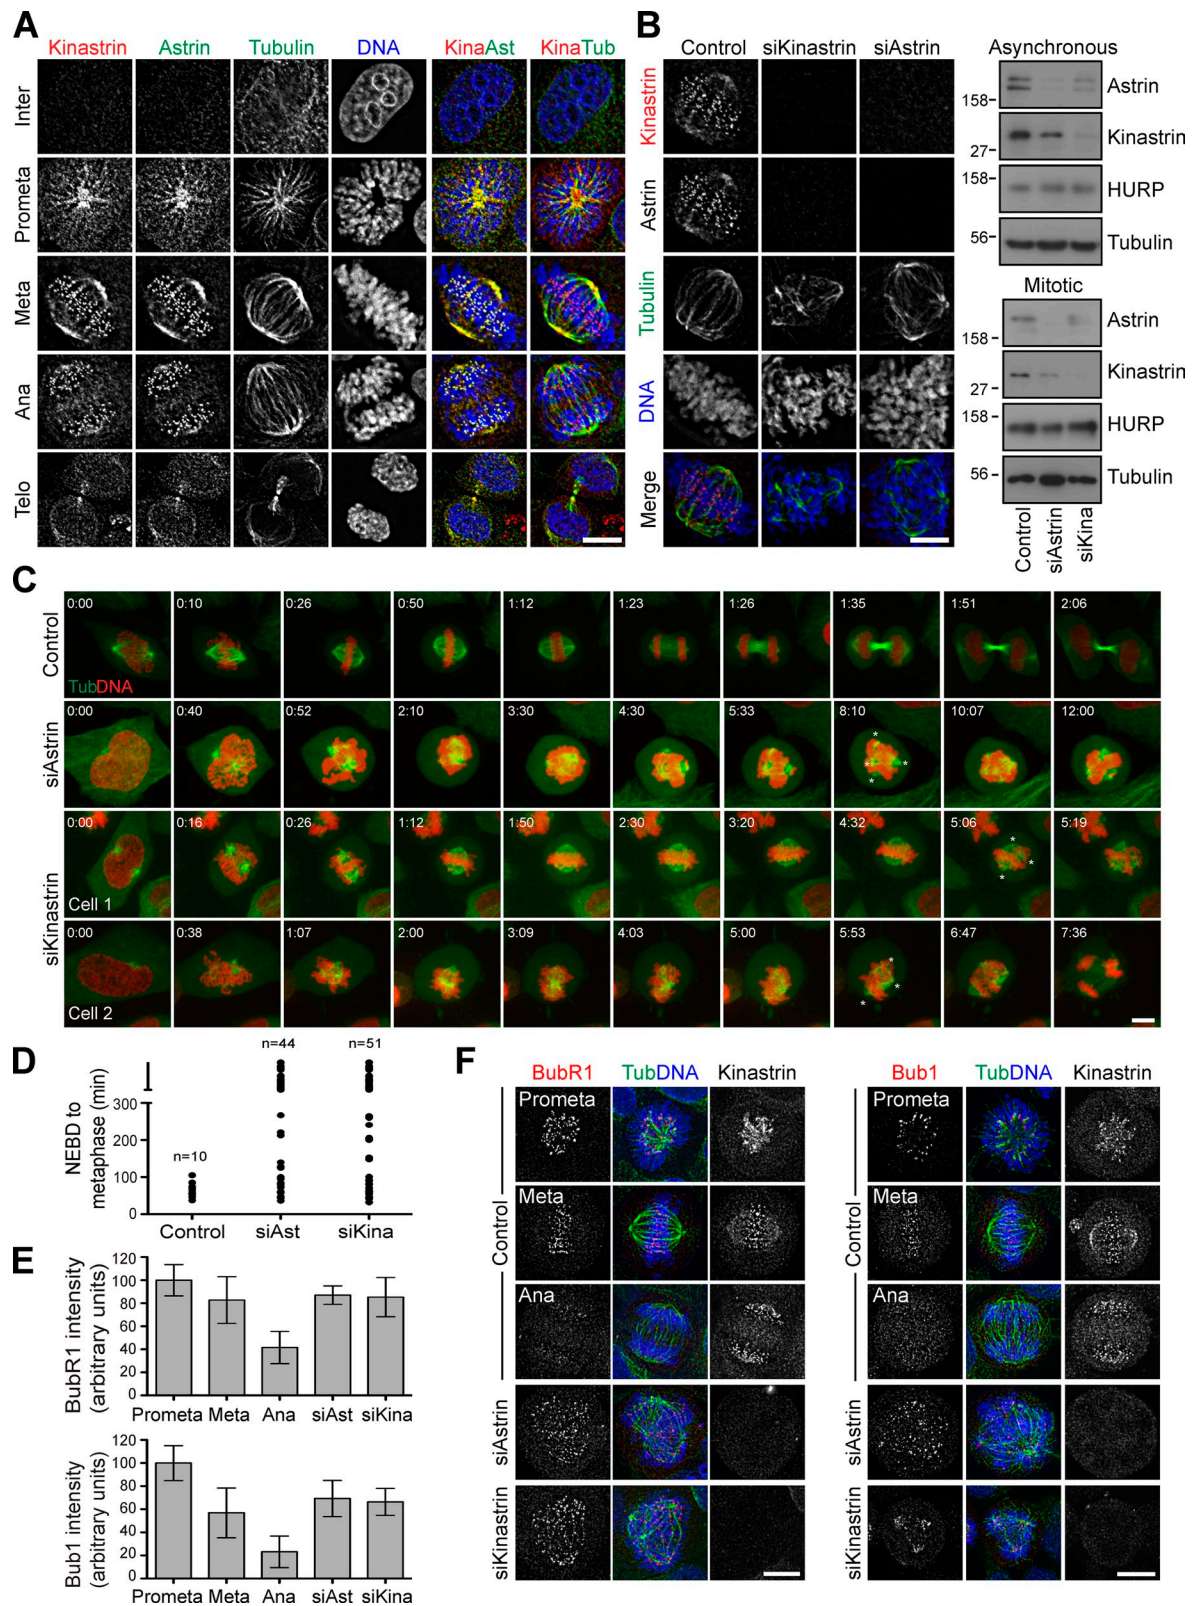 A
Kinastrin Astrin Tubulin DNA KinaAst KinaTub
Inter
Prometa
Meta
Ana
Telo
B
Control siKinastrin siAstrin
Kinastrin
Astrin
Tubulin
DNA
Merge
Asynchronous
158 Astrin
27 Kinastrin
158 HURP
56 Tubulin
Mitotic
158 Astrin
27 Kinastrin
158 HURP
56 Tubulin
Control siAstrin siKina
C
Control
0:00 0:10 0:26 0:50 1:12 1:23 1:26 1:35 1:51 2:06
TubDNA
siAstrin
0:00 0:40 0:52 2:10 3:30 4:30 5:33 8:10 10:07 12:00
* * * *
siKinastrin
0:00 0:16 0:26 1:12 1:50 2:30 3:20 4:32 5:06 5:19
* * *
Cell 1
0:00 0:38 1:07 2:00 3:09 4:03 5:00 5:53 6:47 7:36
* * *
Cell 2
D
NEBD to
metaphase (min)
n=10 n=44 n=51
300
200
100
0
Control siAst siKina
E
BubR1 intensity
(arbitrary units)
120
100
80
60
40
20
0
Prometa Meta Ana siAst siKina
Bub1 intensity
(arbitrary units)
120
100
80
60
40
20
0
Prometa Meta Ana siAst siKina
F
BubR1 TubDNA Kinastrin
Control
Prometa
Meta
Ana
siAstrin
siKinastrin
Bub1 TubDNA Kinastrin
Control
Prometa
Meta
Ana
siAstrin
siKinastrin